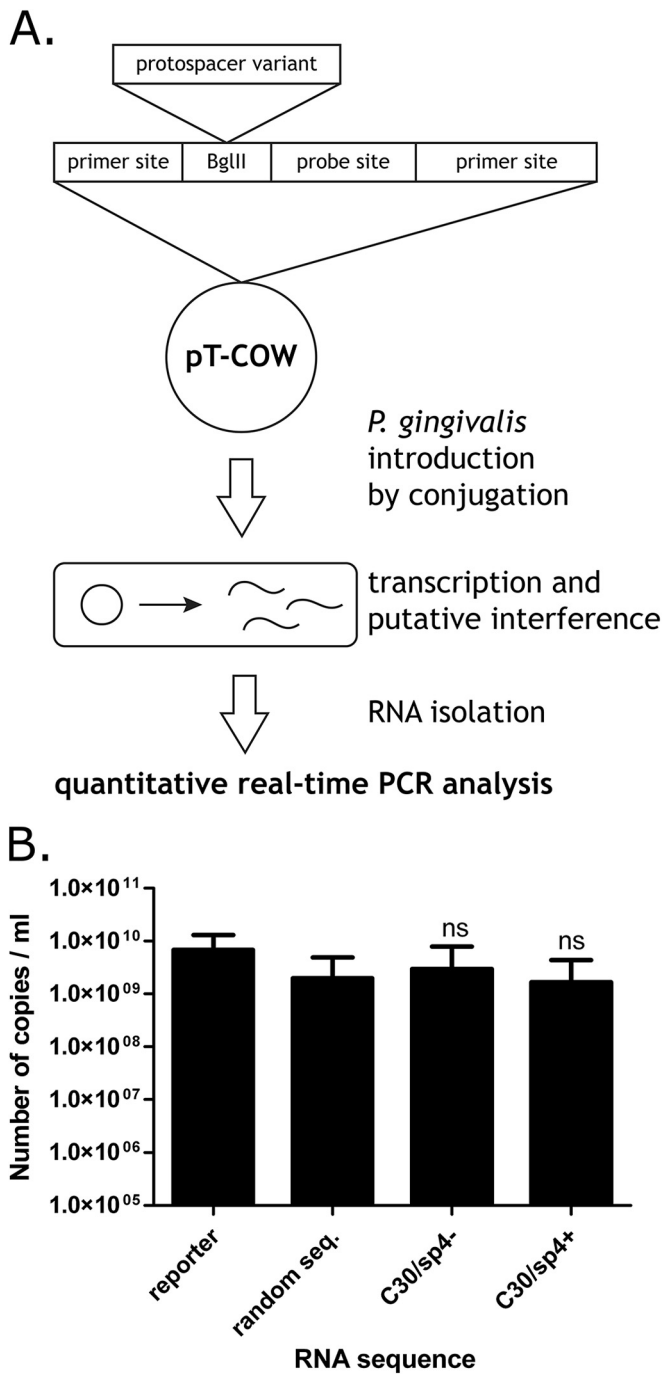 A.
protospacer variant
primer site BglII probe site primer site
pT-COW
P. gingivalis
introduction
by conjugation
transcription and
putative interference
RNA isolation
quantitative real-time PCR analysis
B.
Number of copies / ml
1.0×10¹¹
1.0×10¹⁰
1.0×10⁰⁹
1.0×10⁰⁸
1.0×10⁰⁷
1.0×10⁰⁶
1.0×10⁰⁵
ns
ns
reporter
random seq.
C30/sp4-
C30/sp4+
RNA sequence